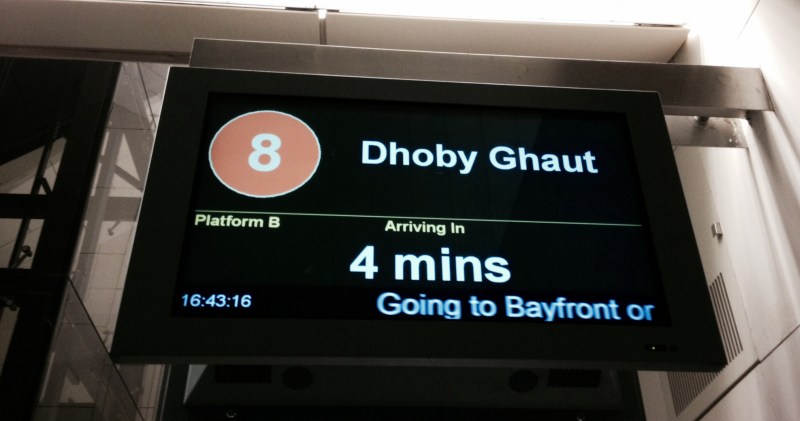 8 Dhoby Ghaut
Platform B Arriving In
4 mins
16:43:16 Going to Bayfront or